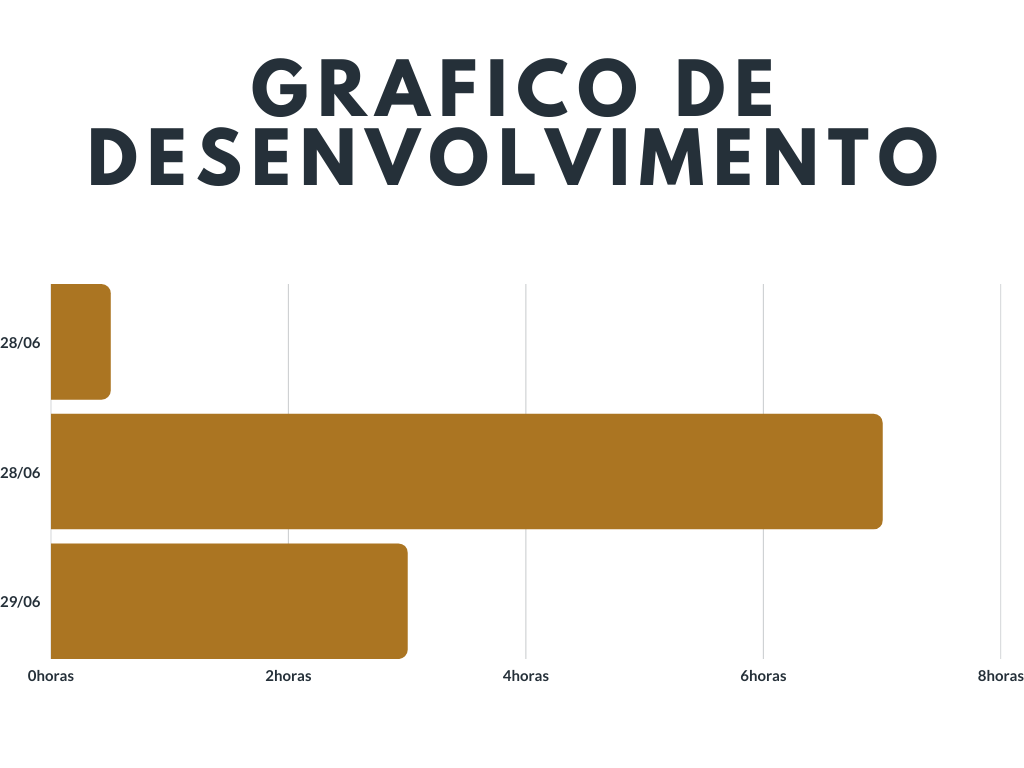 GRAFICO DE
DESENVOLVIMENTO
28/06
28/06
29/06
0horas 2horas 4horas 6horas 8horas